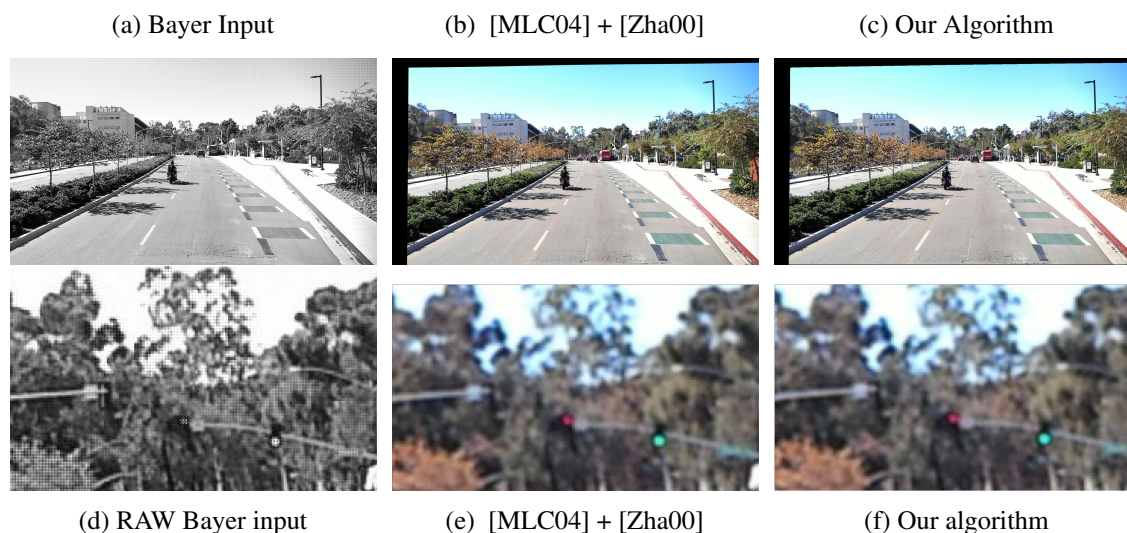 (a) Bayer Input
(b) [MLC04] + [Zha00]
(c) Our Algorithm
(d) RAW Bayer input
(e) [MLC04] + [Zha00]
(f) Our algorithm